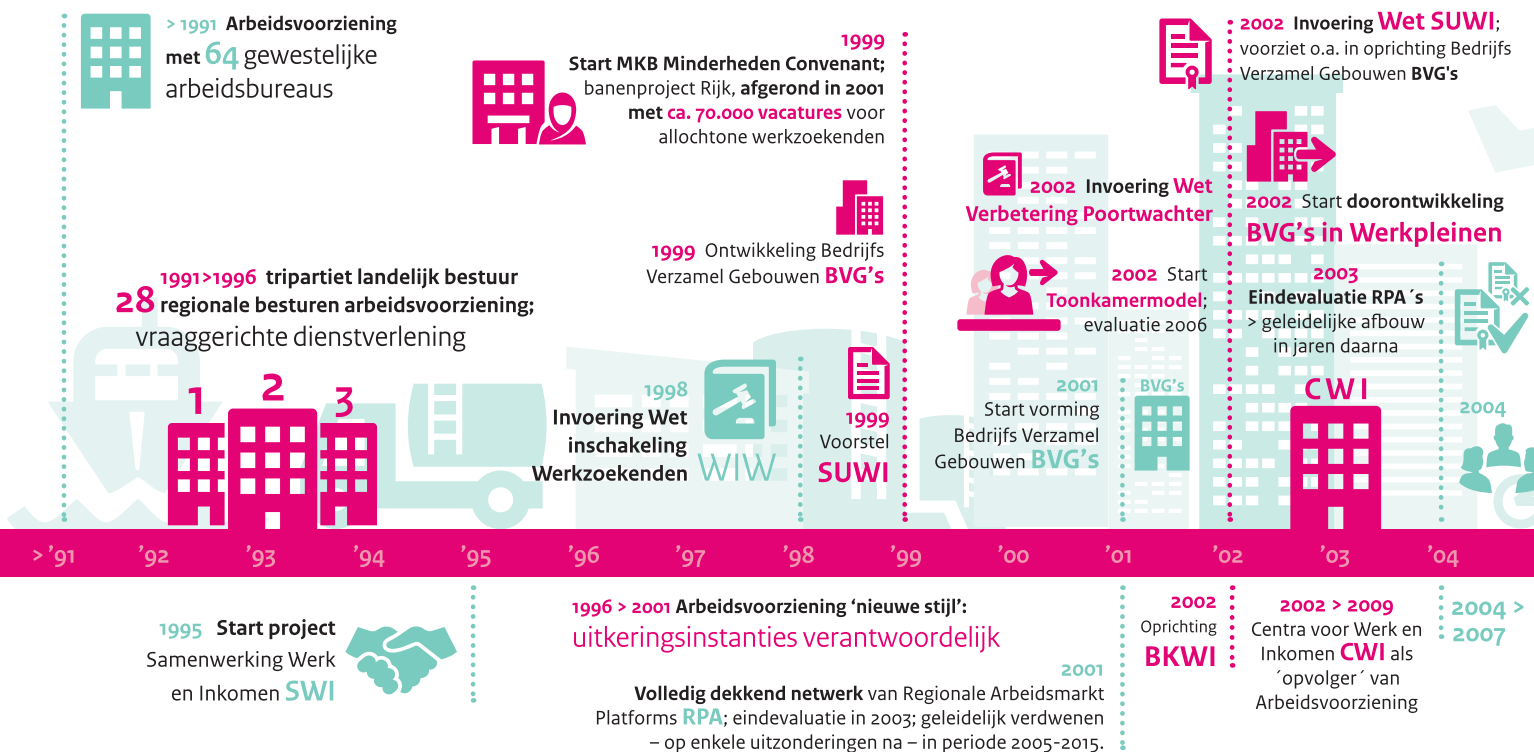 > 1991 Arbeidsvoorziening
met 64 gewestelijke
arbeidsbureaus
1991>1996 tripartiet landelijk bestuur
28 regionale besturen arbeidsvoorziening;
vraaggerichte dienstverlening
1
2
3
1999
Start MKB Minderheden Convenant;
banenproject Rijk, afgerond in 2001
met ca. 70.000 vacatures voor
allochtone werkzoekenden
1999 Ontwikkeling Bedrijfs
Verzamel Gebouwen BVG's
1998
Invoering Wet
inschakeling
Werkzoekenden
WIW
1999
Voorstel
SUWI
2002 Invoering Wet SUWI;
voorziet o.a. in oprichting Bedrijfs
Verzamel Gebouwen BVG's
2002 Invoering Wet
Verbetering Poortwachter
2002 Start doorontwikkeling
BVG's in Werkpleinen
2002 Start
Toonkamermodel;
evaluatie 2006
2003
Eindevaluatie RPA´s
> geleidelijke afbouw
in jaren daarna
2001
Start vorming
Bedrijfs Verzamel
Gebouwen BVG's
BVG's
CWI
2004
> '91 '92 '93 '94 '95 '96 '97 '98 '99 '00 '01 '02 '03 '04
1995 Start project
Samenwerking Werk
en Inkomen SWI
1996 > 2001 Arbeidsvoorziening ‘nieuwe stijl’:
uitkeringsinstanties verantwoordelijk
2001
Volledig dekkend netwerk van Regionale Arbeidsmarkt
Platforms RPA; eindevaluatie in 2003; geleidelijk verdwenen
– op enkele uitzonderingen na – in periode 2005-2015.
2002
Oprichting
BKWI
2002 > 2009
Centra voor Werk en
Inkomen CWI als
´opvolger´ van
Arbeidsvoorziening
2004 >
2007